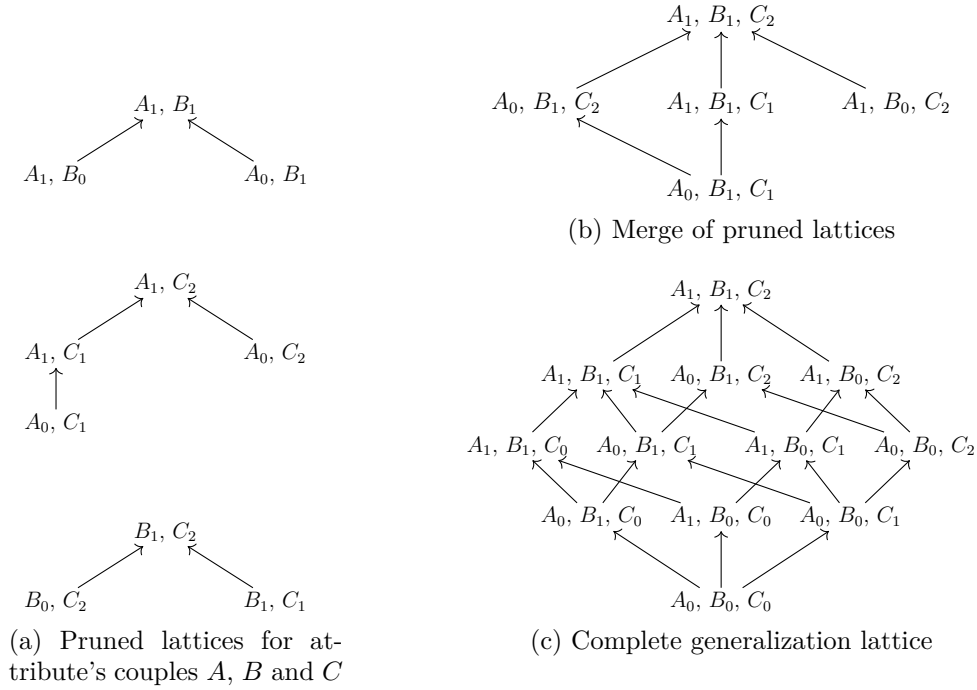 A₁, B₁
A₁, B₀
A₀, B₁
A₁, C₂
A₁, C₁
A₀, C₂
A₀, C₁
B₁, C₂
B₀, C₂
B₁, C₁
(a) Pruned lattices for at-
tribute's couples A, B and C
A₁, B₁, C₂
A₀, B₁, C₂
A₁, B₁, C₁
A₁, B₀, C₂
A₀, B₁, C₁
(b) Merge of pruned lattices
A₁, B₁, C₂
A₁, B₁, C₁
A₀, B₁, C₂
A₁, B₀, C₂
A₁, B₁, C₀
A₀, B₁, C₁
A₁, B₀, C₁
A₀, B₀, C₂
A₀, B₁, C₀
A₁, B₀, C₀
A₀, B₀, C₁
A₀, B₀, C₀
(c) Complete generalization lattice